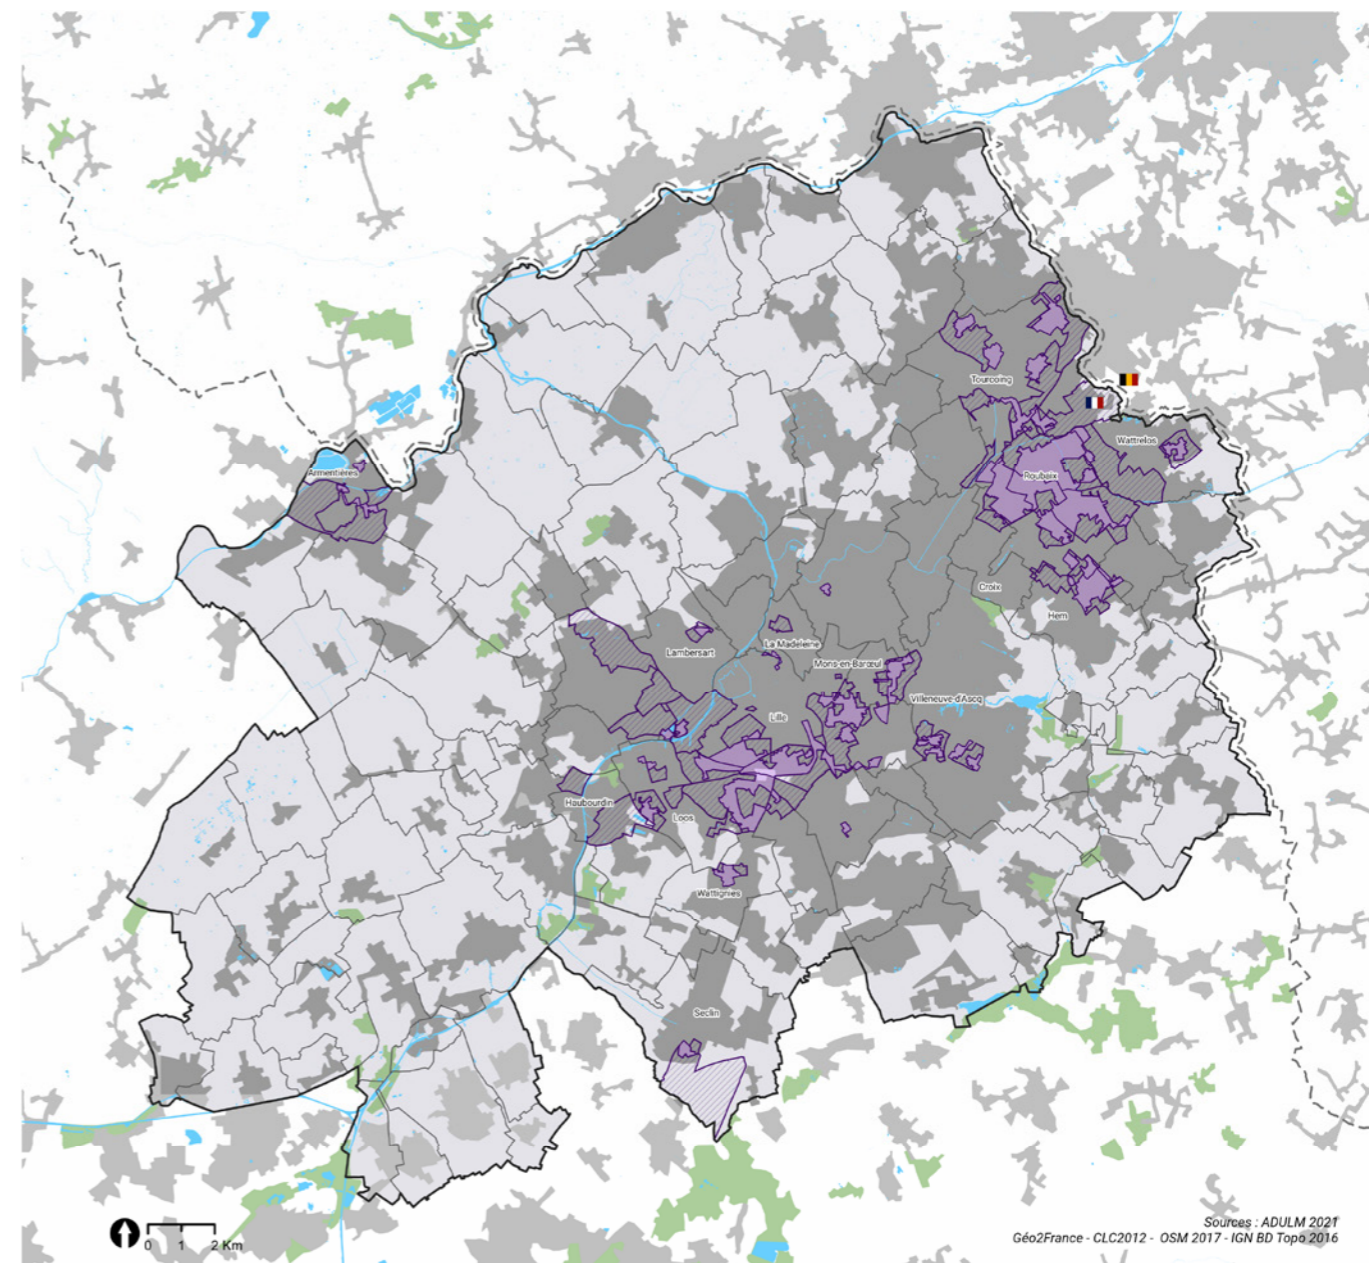 Tourcoing
Wattrelos
Armentières
Roubaix
Croix
Hem
La Madeleine
Lambersart
Mons-en-Barœul
Villeneuve-d'Ascq
Lille
Haubourdin
Loos
Wattignies
Seclin
0 1 2 Km
Sources : ADULM 2021
Géo2France - CLC2012 - OSM 2017 - IGN BD Topo 2016